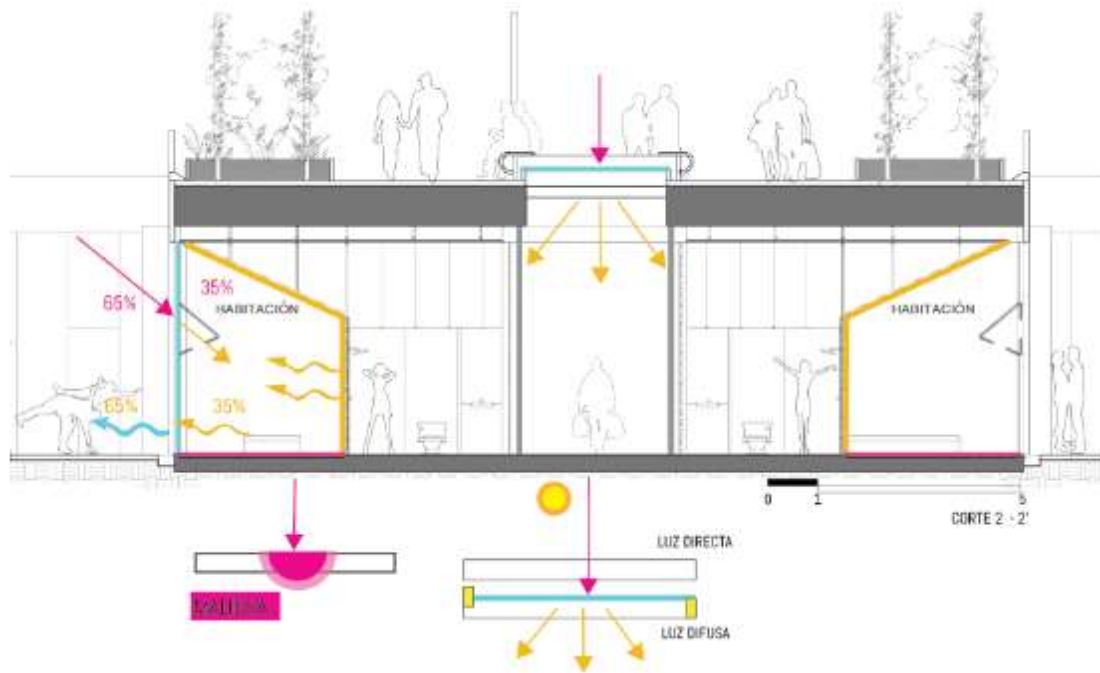 35%
65%
HABITACIÓN
HABITACIÓN
65%
35%
0 1 5
CORTE 2 - 2'
LUZ DIRECTA
LUZ DIFUSA